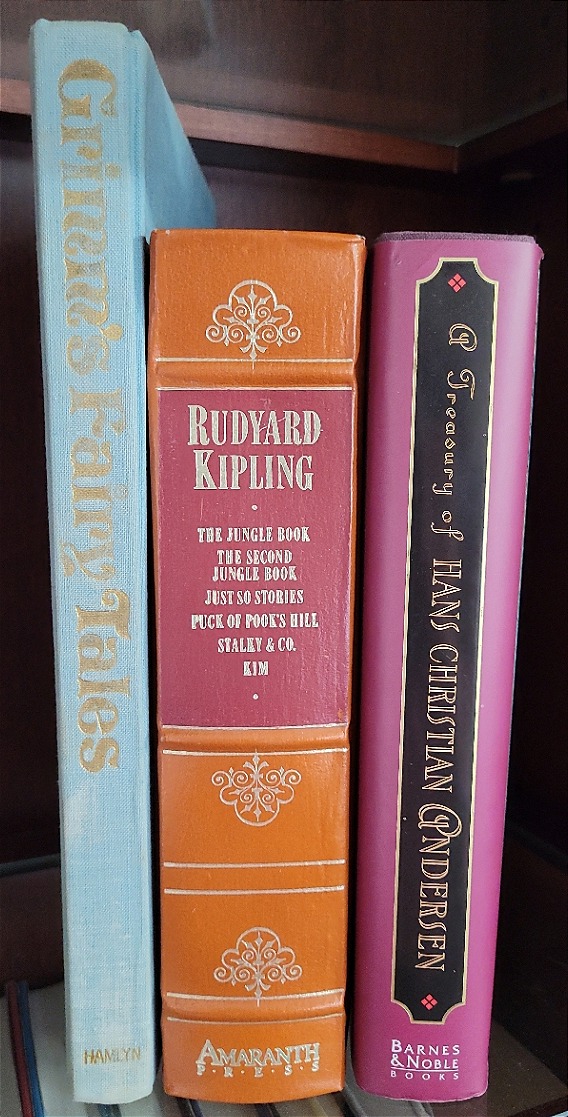 Grimm's Fairy Tales
HAMLYN
RUDYARD
KIPLING
THE JUNGLE BOOK
THE SECOND
JUNGLE BOOK
JUST SO STORIES
PUCK OF POOK'S HILL
STALKY & CO.
KIM
AMARANTH
PRESS
A Treasury of HANS CHRISTIAN ANDERSEN
BARNES
& NOBLE
BOOKS